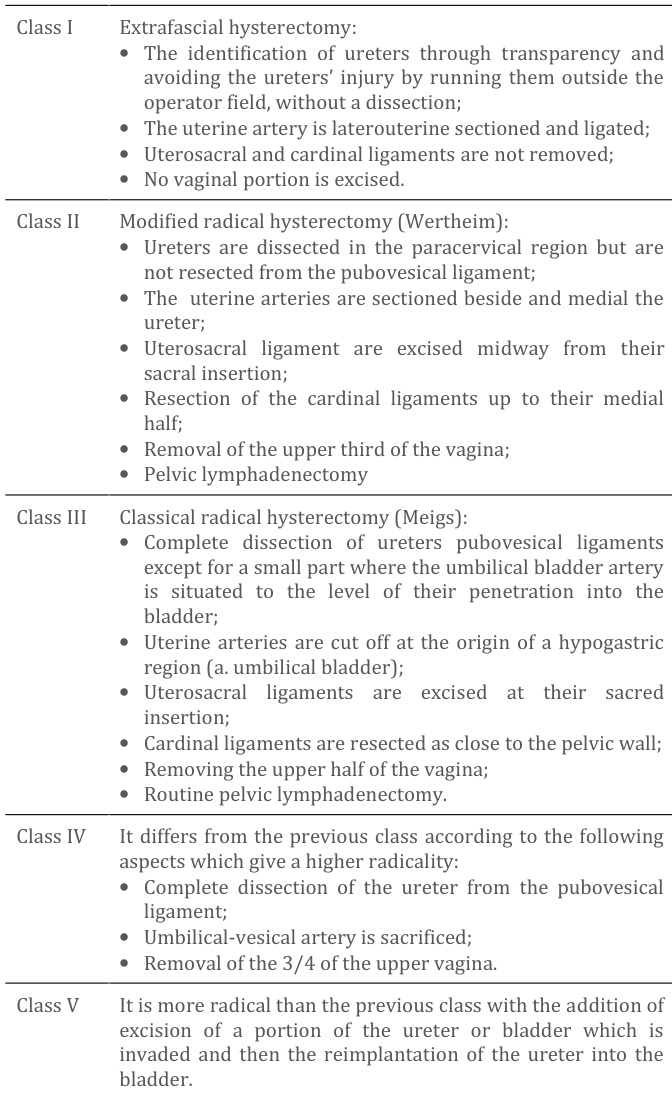 Class I Extrafascial hysterectomy:
• The identification of ureters through transparency and
avoiding the ureters’ injury by running them outside the
operator field, without a dissection;
• The uterine artery is laterouterine sectioned and ligated;
• Uterosacral and cardinal ligaments are not removed;
• No vaginal portion is excised.
Class II Modified radical hysterectomy (Wertheim):
• Ureters are dissected in the paracervical region but are
not resected from the pubovesical ligament;
• The uterine arteries are sectioned beside and medial the
ureter;
• Uterosacral ligament are excised midway from their
sacral insertion;
• Resection of the cardinal ligaments up to their medial
half;
• Removal of the upper third of the vagina;
• Pelvic lymphadenectomy
Class III Classical radical hysterectomy (Meigs):
• Complete dissection of ureters pubovesical ligaments
except for a small part where the umbilical bladder artery
is situated to the level of their penetration into the
bladder;
• Uterine arteries are cut off at the origin of a hypogastric
region (a. umbilical bladder);
• Uterosacral ligaments are excised at their sacred
insertion;
• Cardinal ligaments are resected as close to the pelvic wall;
• Removing the upper half of the vagina;
• Routine pelvic lymphadenectomy.
Class IV It differs from the previous class according to the following
aspects which give a higher radicality:
• Complete dissection of the ureter from the pubovesical
ligament;
• Umbilical-vesical artery is sacrificed;
• Removal of the 3/4 of the upper vagina.
Class V It is more radical than the previous class with the addition of
excision of a portion of the ureter or bladder which is
invaded and then the reimplantation of the ureter into the
bladder.